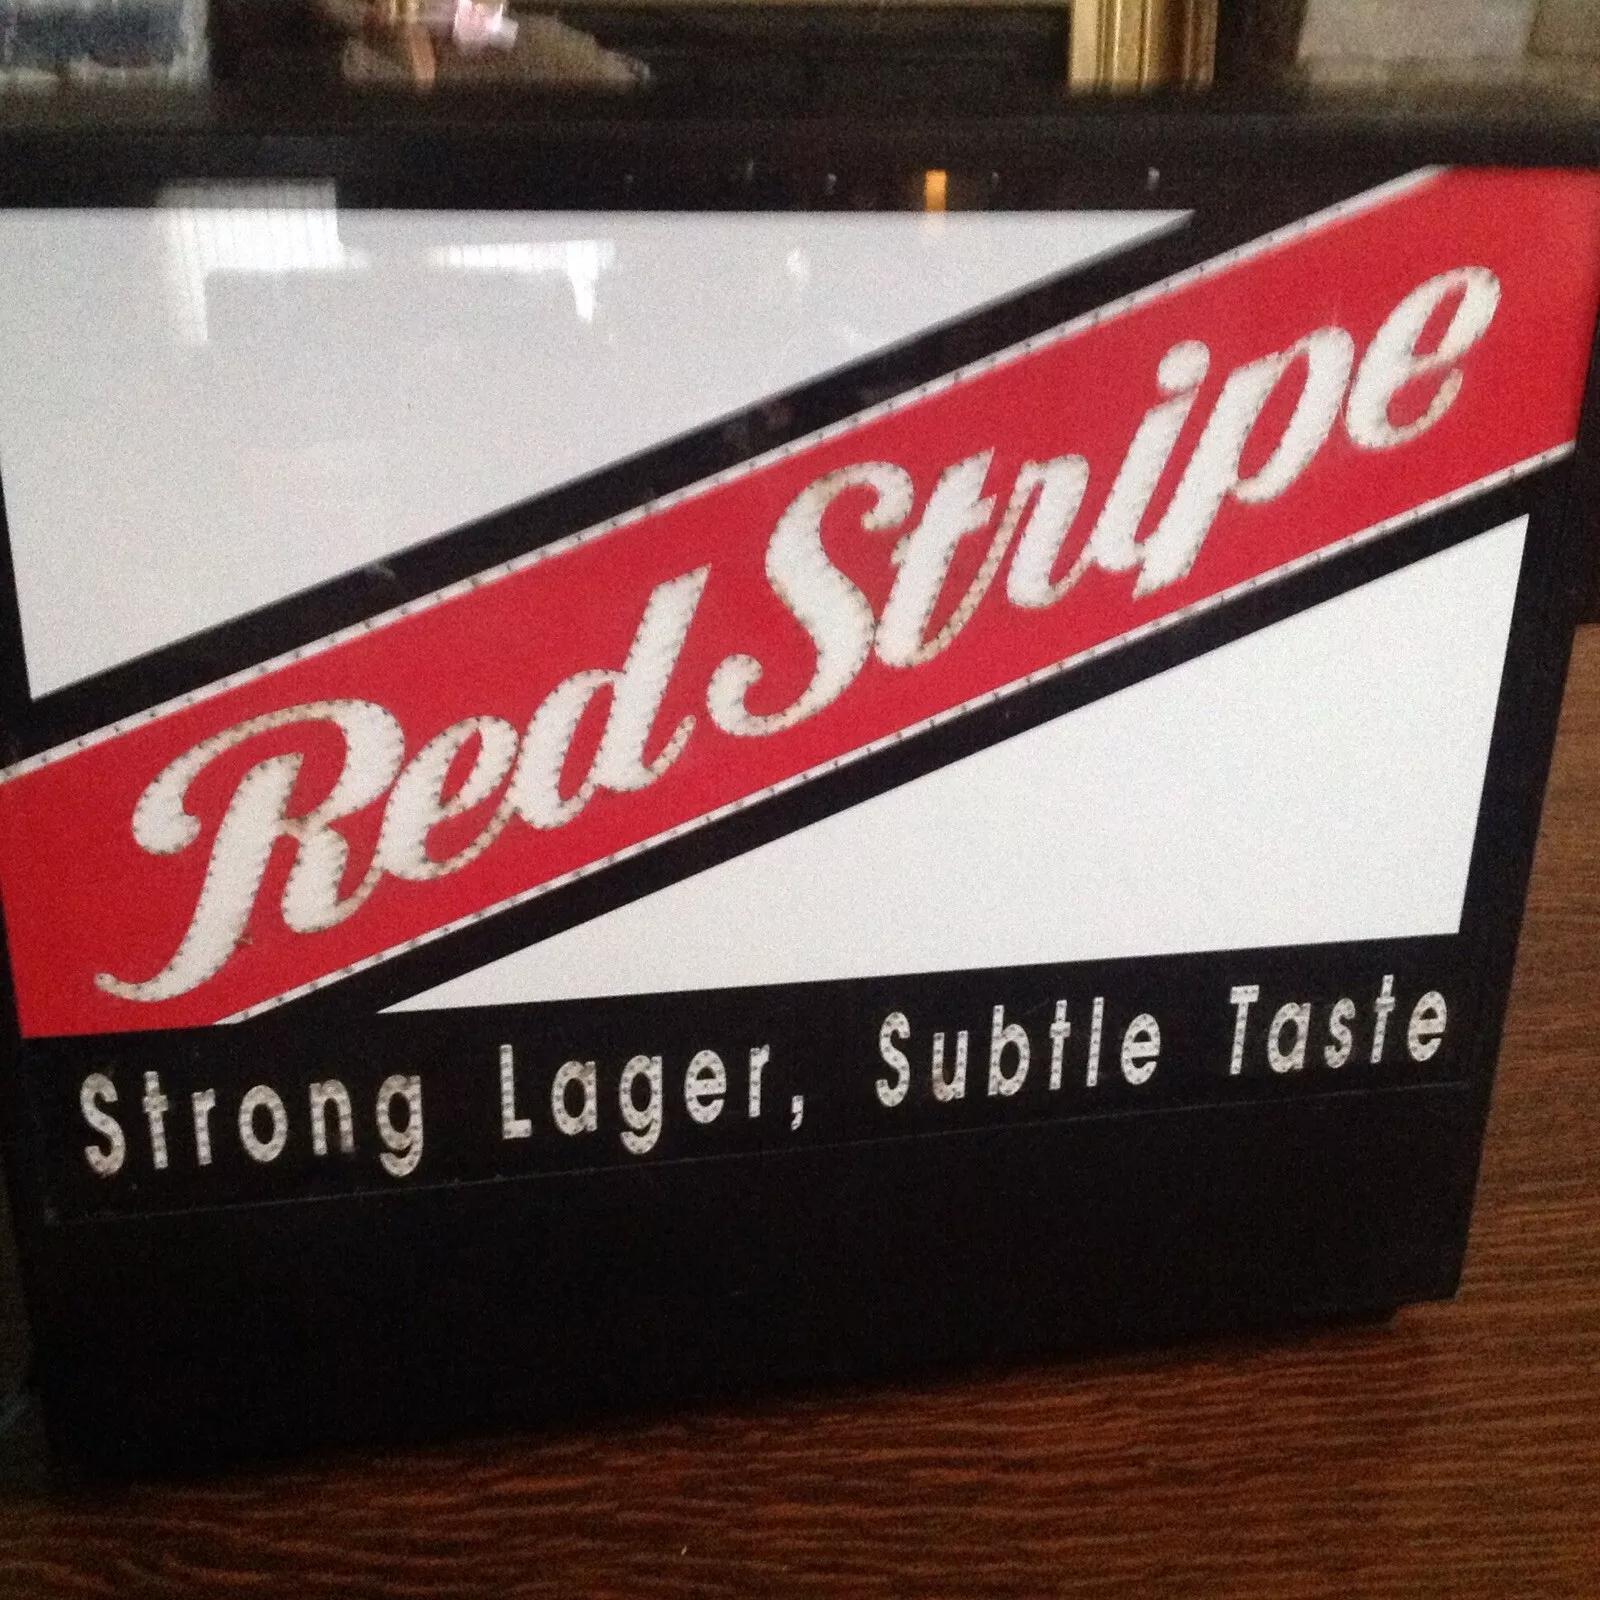 Red Stripe
Strong Lager, Subtle Taste